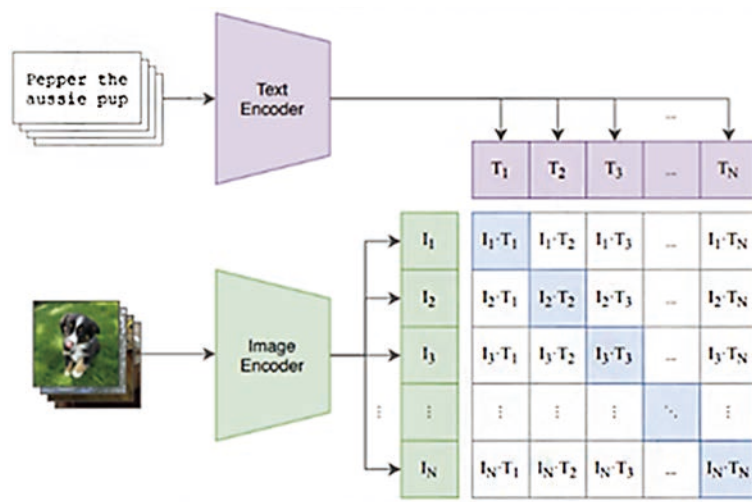 Pepper the
aussie pup
Text
Encoder
...
T1 T2 T3 ... TN
I1 I1·T1 I1·T2 I1·T3 ... I1·TN
I2 I2·T1 I2·T2 I2·T3 ... I2·TN
Image
Encoder
I3 I3·T1 I3·T2 I3·T3 ... I3·TN
⋮ ⋮ ⋮ ⋮ ⋮ ⋱ ⋮
IN IN·T1 IN·T2 IN·T3 ... IN·TN